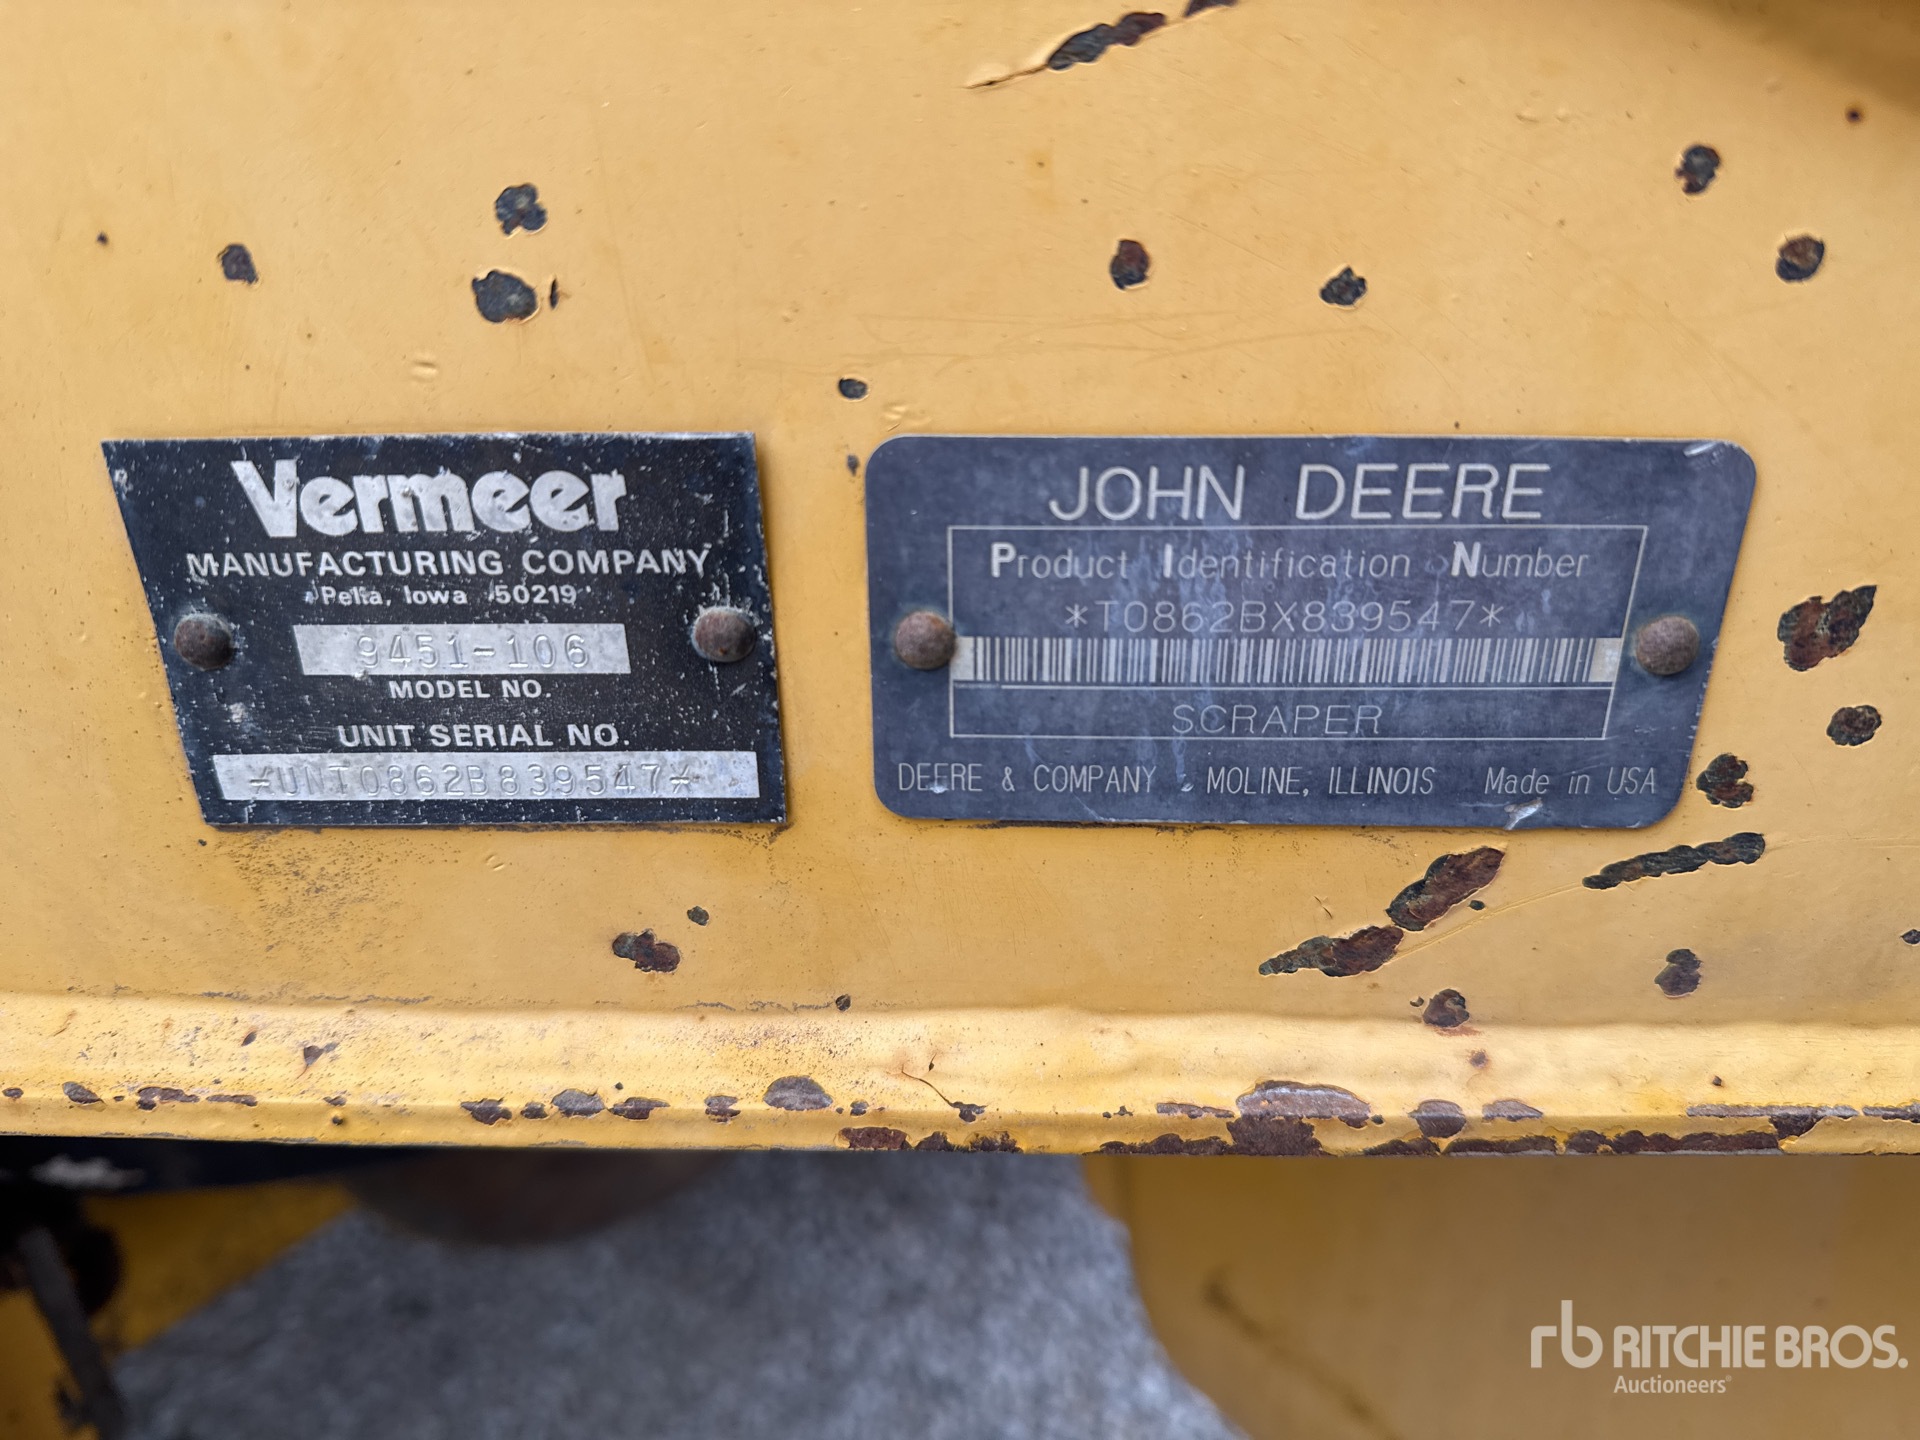 Vermeer
MANUFACTURING COMPANY
Pella, Iowa 50219
9451-106
MODEL NO.
UNIT SERIAL NO.
*UNT0862B839547*
JOHN DEERE
Product Identification Number
*T0862BX839547*
SCRAPER
DEERE & COMPANY MOLINE, ILLINOIS Made in USA
rb RITCHIE BROS.
Auctioneers